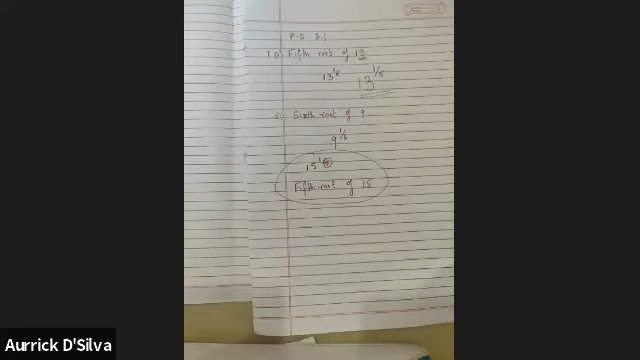 P.S 3.1
1 a) Fifth root of 13
13^1/5 13^1/5
c) Sixth root of 9
9^1/6
15^1/5
Fifth root of 15
Aurrick D'Silva